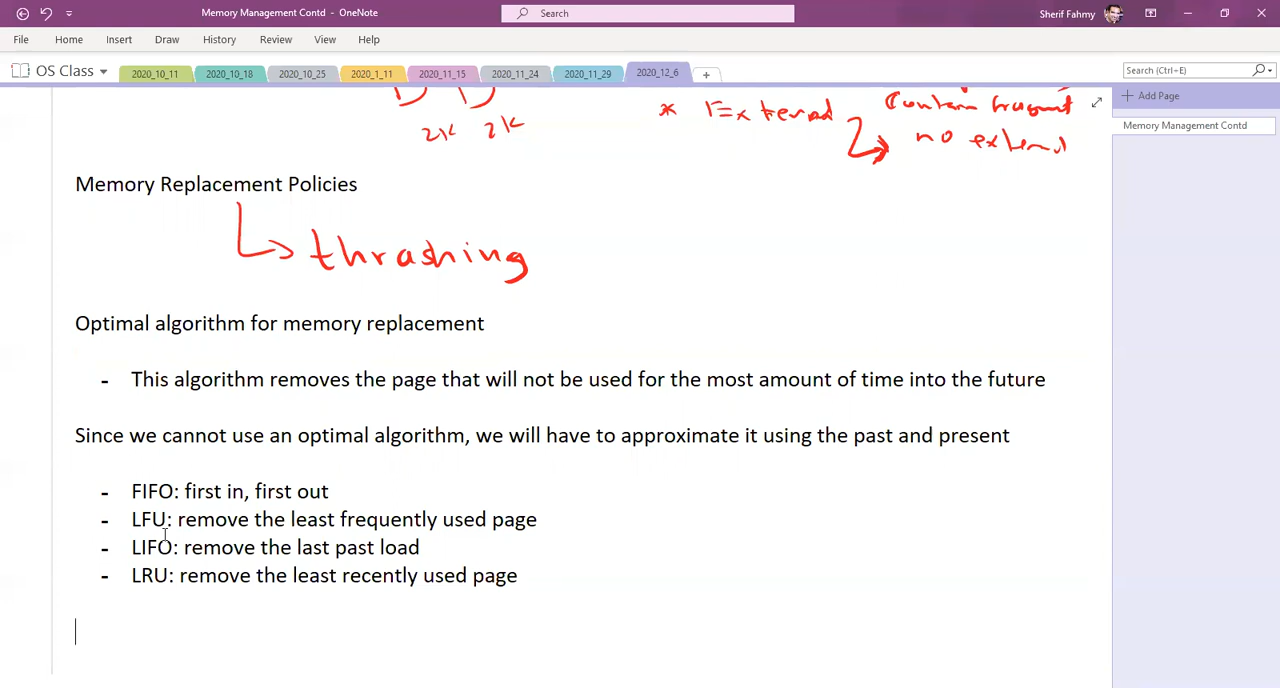 Memory Management Contd - OneNote
Search
Sherif Fahmy
File Home Insert Draw History Review View Help
OS Class 2020_10_11 2020_10_18 2020_10_25 2020_1_11 2020_11_15 2020_11_24 2020_11_29 2020_12_6 +
Search (Ctrl+E)
+ Add Page
Memory Management Contd
2K 2K
* External
no external
Memory Replacement Policies
thrashing
Optimal algorithm for memory replacement
- This algorithm removes the page that will not be used for the most amount of time into the future
Since we cannot use an optimal algorithm, we will have to approximate it using the past and present
- FIFO: first in, first out
- LFU: remove the least frequently used page
- LIFO: remove the last past load
- LRU: remove the least recently used page